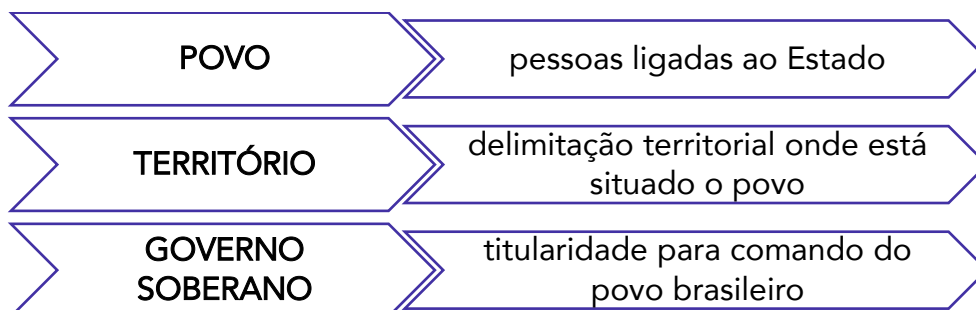 POVO
pessoas ligadas ao Estado
TERRITÓRIO
delimitação territorial onde está
situado o povo
GOVERNO
SOBERANO
titularidade para comando do
povo brasileiro